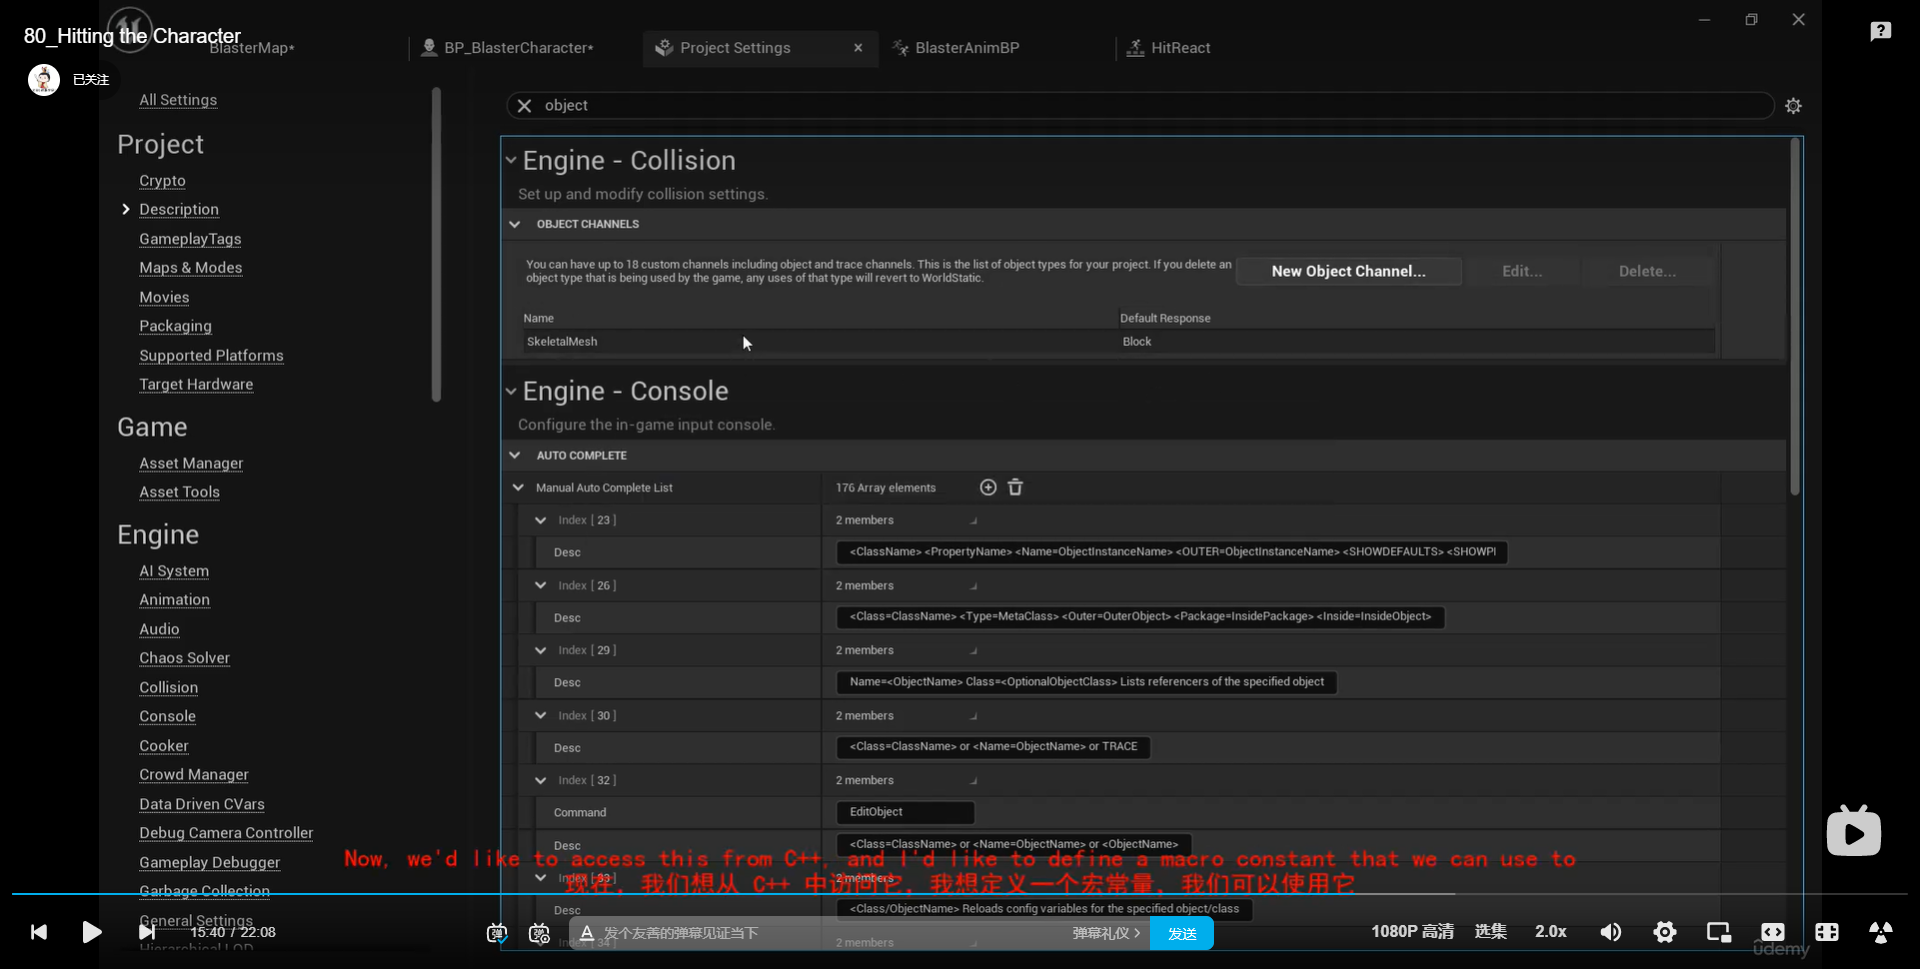 80_Hitting the Character
已关注
BlasterMap*
BP_BlasterCharacter*
Project Settings
BlasterAnimBP
HitReact
All Settings
Project
Crypto
Description
GameplayTags
Maps & Modes
Movies
Packaging
Supported Platforms
Target Hardware
Game
Asset Manager
Asset Tools
Engine
AI System
Animation
Audio
Chaos Solver
Collision
Console
Cooker
Crowd Manager
Data Driven CVars
Debug Camera Controller
Gameplay Debugger
Garbage Collection
General Settings
Hierarchical LOD
object
Engine - Collision
Set up and modify collision settings.
OBJECT CHANNELS
You can have up to 18 custom channels including object and trace channels. This is the list of object types for your project. If you delete an
object type that is being used by the game, any uses of that type will revert to WorldStatic.
New Object Channel...
Edit...
Delete...
Name
Default Response
SkeletalMesh
Block
Engine - Console
Configure the in-game input console.
AUTO COMPLETE
Manual Auto Complete List
176 Array elements
Index [ 23 ]
2 members
Desc
<ClassName> <PropertyName> <Name=ObjectInstanceName> <OUTER=ObjectInstanceName> <SHOWDEFAULTS> <SHOWPI
Index [ 26 ]
2 members
Desc
<Class=ClassName> <Type=MetaClass> <Outer=OuterObject> <Package=InsidePackage> <Inside=InsideObject>
Index [ 29 ]
2 members
Desc
Name=<ObjectName> Class=<OptionalObjectClass> Lists referencers of the specified object
Index [ 30 ]
2 members
Desc
<Class=ClassName> or <Name=ObjectName> or TRACE
Index [ 32 ]
2 members
Command
EditObject
Desc
<Class=ClassName> or <Name=ObjectName> or <ObjectName>
Now, we'd like to access this from C++, and I'd like to define a macro constant that we can use to
Index [ 33 ]
2 members
现在，我们想从 C++ 中访问它，我想定义一个宏常量，我们可以使用它
Desc
<Class/ObjectName> Reloads config variables for the specified object/class
Index [ 34 ]
2 members
15:40 / 22:08
发个友善的弹幕见证当下
弹幕礼仪 >
发送
1080P 高清
选集
2.0x
ûdemy